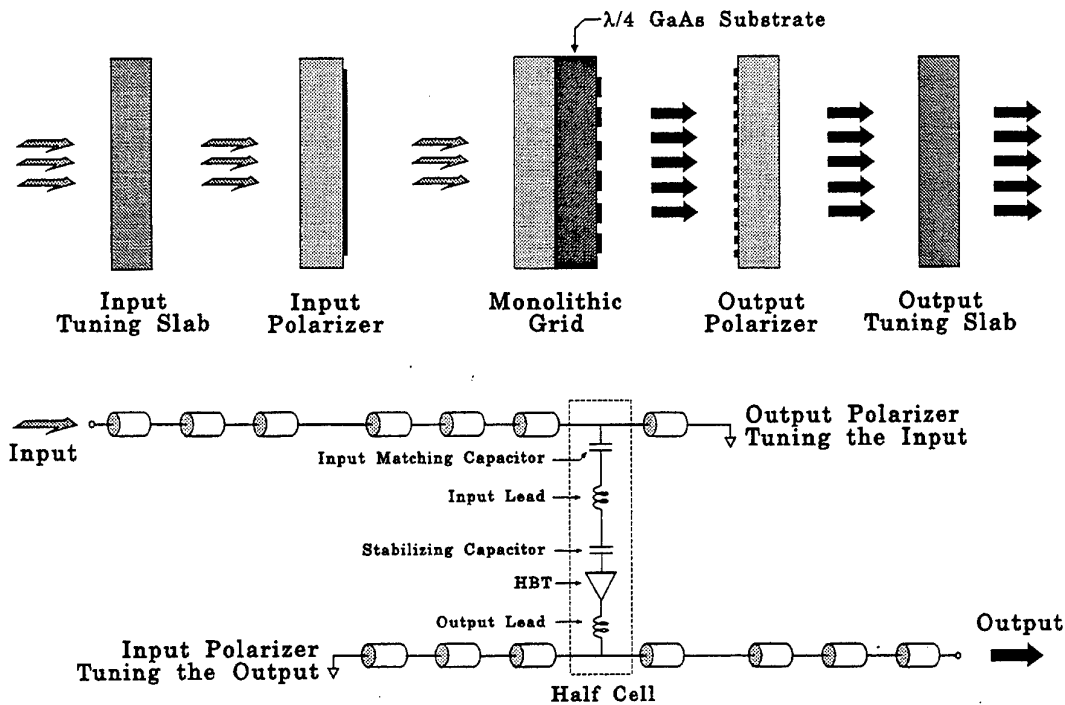 λ/4 GaAs Substrate
Input
Tuning Slab
Input
Polarizer
Monolithic
Grid
Output
Polarizer
Output
Tuning Slab
Input
Output Polarizer
Tuning the Input
Input Matching Capacitor
Input Lead
Stabilizing Capacitor
HBT
Output Lead
Input Polarizer
Tuning the Output
Output
Half Cell